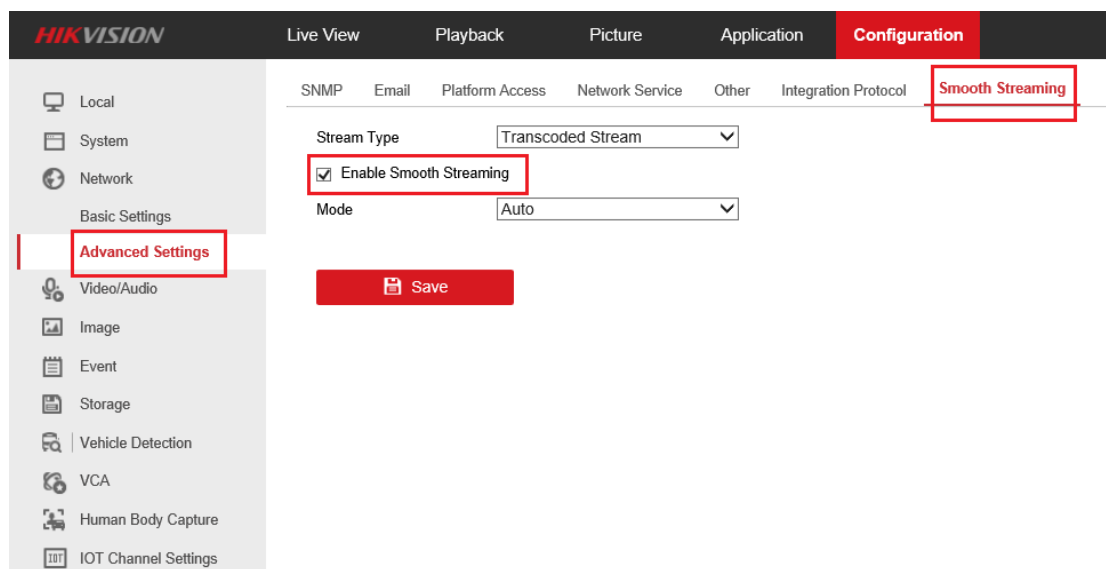 HIKVISION Live View Playback Picture Application Configuration
SNMP Email Platform Access Network Service Other Integration Protocol Smooth Streaming
Local
System
Network
Basic Settings
Advanced Settings
Video/Audio
Image
Event
Storage
Vehicle Detection
VCA
Human Body Capture
IOT IOT Channel Settings
Stream Type Transcoded Stream
Enable Smooth Streaming
Mode Auto
Save